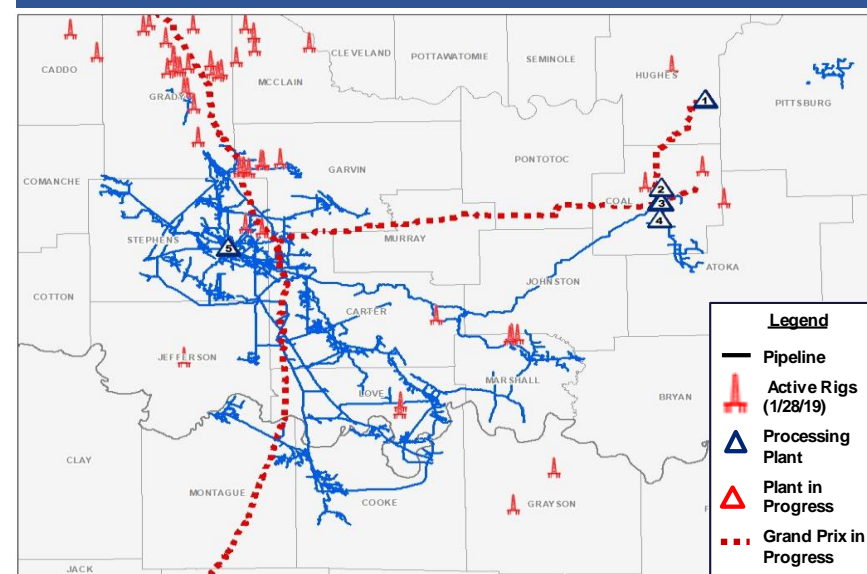 CLEVELAND
POTTAWATOMIE
SEMINOLE
CADDO
HUGHES
MCCLAIN
GRADY
1
PITTSBURG
PONTOTOC
GARVIN
COMANCHE
2
COAL
3
4
STEPHENS
MURRAY
5
ATOKA
JOHNSTON
COTTON
CARTER
JEFFERSON
MARSHALL
LOVE
BRYAN
CLAY
MONTAGUE
COOKE
GRAYSON
JACK
Legend
Pipeline
Active Rigs
(1/28/19)
Processing
Plant
Plant in
Progress
Grand Prix in
Progress